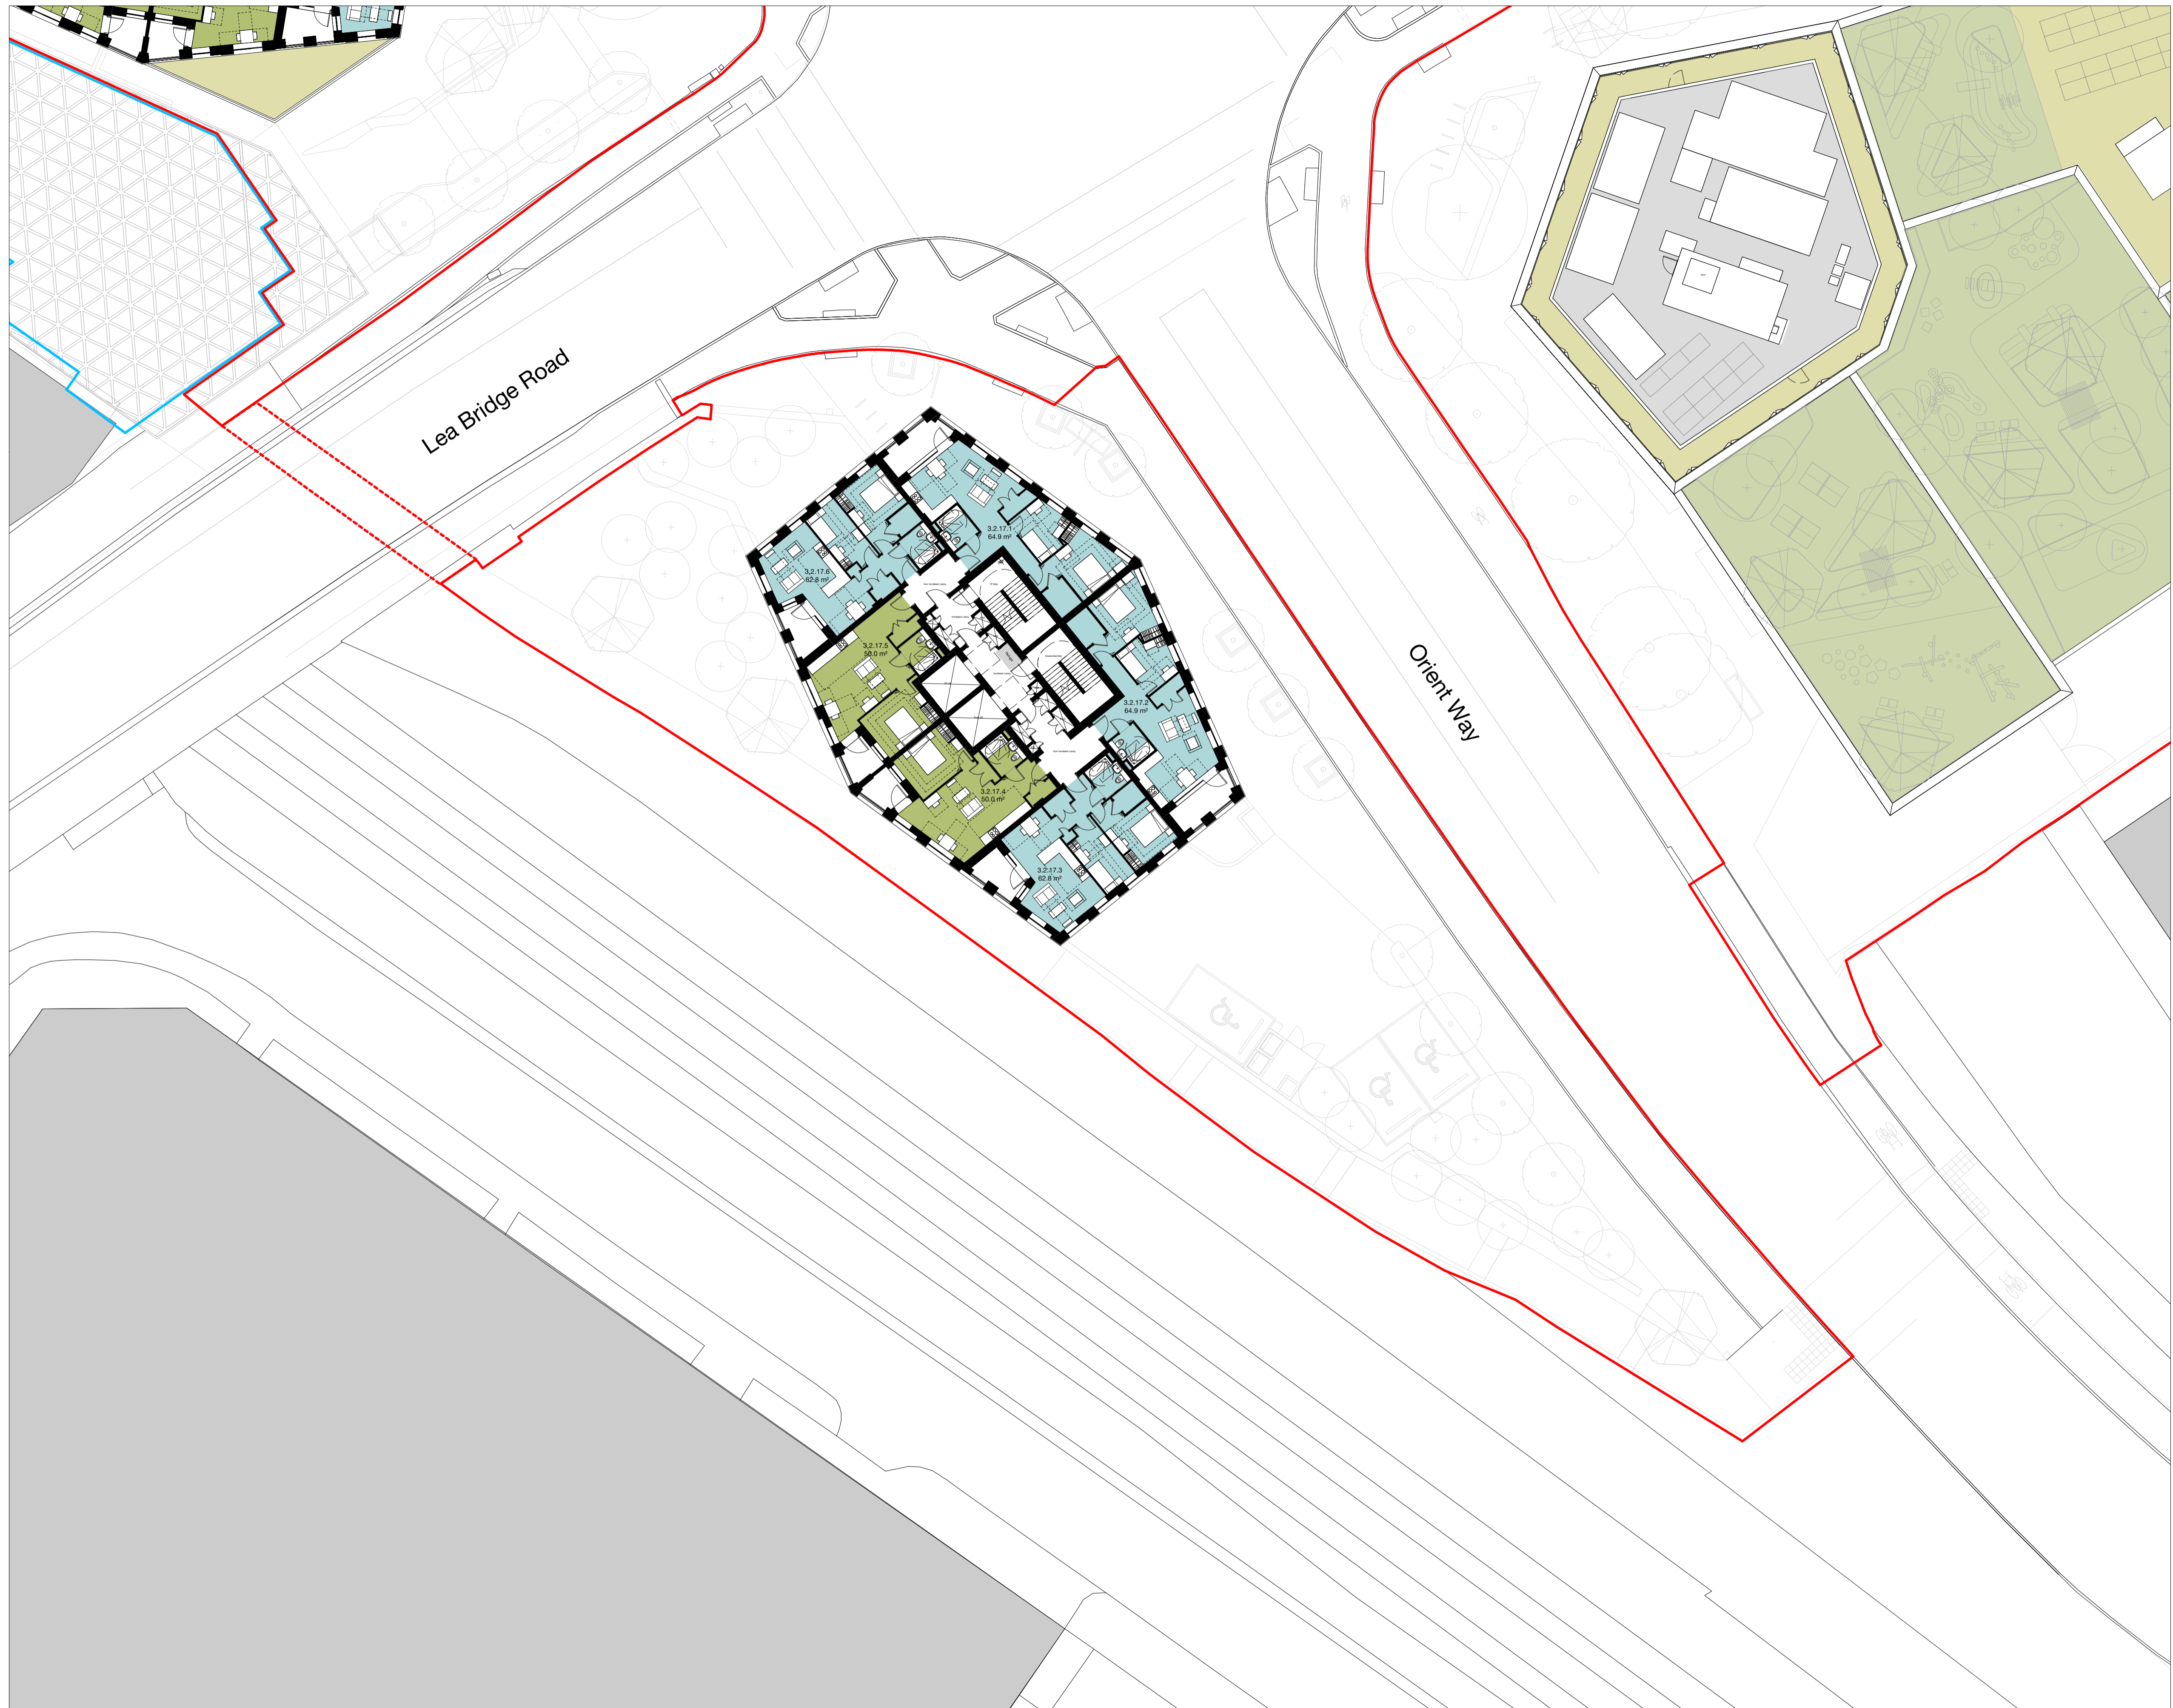 Lea Bridge Road
3.2.17.1
64.9 m²
3.2.17.6
62.8 m²
3.2.17.5
50.0 m²
Orient Way
3.2.17.2
64.9 m²
3.2.17.4
50.0 m²
3.2.17.3
62.8 m²